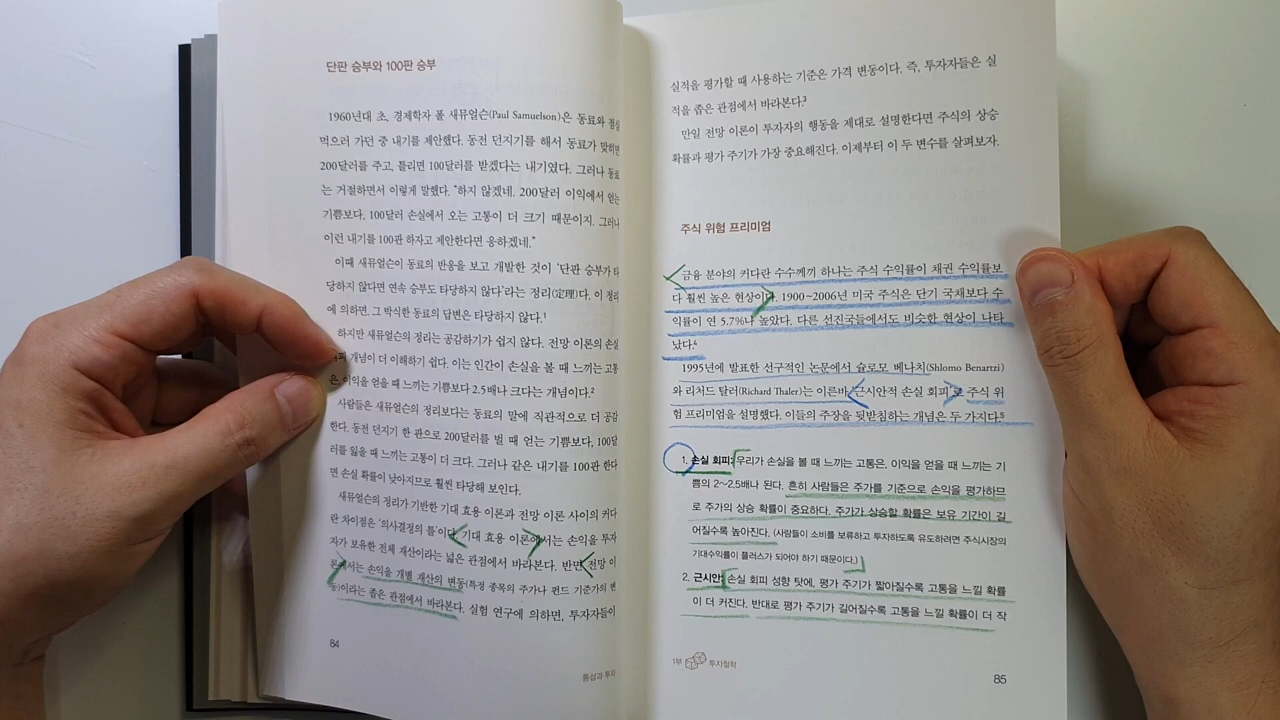 단판 승부와 100판 승부
1960년대 초, 경제학자 폴 새뮤얼슨(Paul Samuelson)은 동료와 점심
먹으러 가던 중 내기를 제안했다. 동전 던지기를 해서 동료가 맞히면
200달러를 주고, 틀리면 100달러를 받겠다는 내기였다. 그러나 동료
는 거절하면서 이렇게 말했다. “하지 않겠네. 200달러 이익에서 얻는
기쁨보다, 100달러 손실에서 오는 고통이 더 크기 때문이지. 그러나
이런 내기를 100판 하자고 제안한다면 응하겠네.”
이때 새뮤얼슨이 동료의 반응을 보고 개발한 것이 ‘단판 승부가 타
당하지 않다면 연속 승부도 타당하지 않다’라는 정리(定理)다. 이 정리
에 의하면, 그 박식한 동료의 답변은 타당하지 않다.¹
하지만 새뮤얼슨의 정리는 공감하기가 쉽지 않다. 전망 이론의 손실
회피 개념이 더 이해하기 쉽다. 이는 인간이 손실을 볼 때 느끼는 고통
은 이익을 얻을 때 느끼는 기쁨보다 2.5배나 크다는 개념이다.²
사람들은 새뮤얼슨의 정리보다는 동료의 말에 직관적으로 더 공감
한다. 동전 던지기 한 판으로 200달러를 벌 때 얻는 기쁨보다, 100달
러를 잃을 때 느끼는 고통이 더 크다. 그러나 같은 내기를 100판 한다
면 손실 확률이 낮아지므로 훨씬 타당해 보인다.
새뮤얼슨의 정리가 기반한 기대 효용 이론과 전망 이론 사이의 커다
란 차이점은 ‘의사결정의 틀’이다. 기대 효용 이론에서는 손익을 투자
자가 보유한 전체 재산이라는 넓은 관점에서 바라본다. 반면 전망 이
론에서는 손익을 개별 재산의 변동(특정 종목의 주가나 펀드 기준가의 변
동)이라는 좁은 관점에서 바라본다. 실험 연구에 의하면, 투자자들이
84
통섭과 투자
실적을 평가할 때 사용하는 기준은 가격 변동이다. 즉, 투자자들은 실
적을 좁은 관점에서 바라본다.³
만일 전망 이론이 투자자의 행동을 제대로 설명한다면 주식의 상승
확률과 평가 주기가 가장 중요해진다. 이제부터 이 두 변수를 살펴보자.
주식 위험 프리미엄
금융 분야의 커다란 수수께끼 하나는 주식 수익률이 채권 수익률보
다 훨씬 높은 현상이다. 1900~2006년 미국 주식은 단기 국채보다 수
익률이 연 5.7%나 높았다. 다른 선진국들에서도 비슷한 현상이 나타
났다.⁴
1995년에 발표한 선구적인 논문에서 슐로모 베나치(Shlomo Benartzi)
와 리처드 탈러(Richard Thaler)는 이른바 ‘근시안적 손실 회피’로 주식 위
험 프리미엄을 설명했다. 이들의 주장을 뒷받침하는 개념은 두 가지다.⁵
1. 손실 회피: 우리가 손실을 볼 때 느끼는 고통은, 이익을 얻을 때 느끼는 기
쁨의 2~2.5배나 된다. 흔히 사람들은 주가를 기준으로 손익을 평가하므
로 주가의 상승 확률이 중요하다. 주가가 상승할 확률은 보유 기간이 길
어질수록 높아진다. (사람들이 소비를 보류하고 투자하도록 유도하려면 주식시장의
기대수익률이 플러스가 되어야 하기 때문이다.)
2. 근시안: 손실 회피 성향 탓에, 평가 주기가 짧아질수록 고통을 느낄 확률
이 더 커진다. 반대로 평가 주기가 길어질수록 고통을 느낄 확률이 더 작
1부 투자철학
85